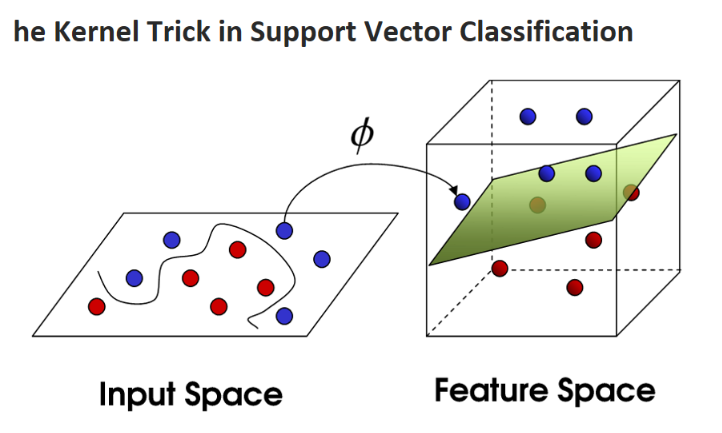 he Kernel Trick in Support Vector Classification
ϕ
Input Space
Feature Space